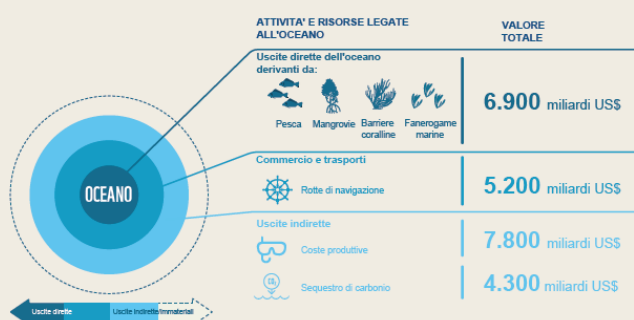 ATTIVITA' E RISORSE LEGATE
ALL'OCEANO
VALORE
TOTALE
Uscite dirette dell'oceano
derivanti da:
Pesca
Mangrovie
Barriere
coralline
Fanerogame
marine
6.900 miliardi US$
OCEANO
Commercio e trasporti
Rotte di navigazione
5.200 miliardi US$
Uscite indirette
Coste produttive
7.800 miliardi US$
Sequestro di carbonio
4.300 miliardi US$
Uscite dirette
Uscite indirette/immateriali